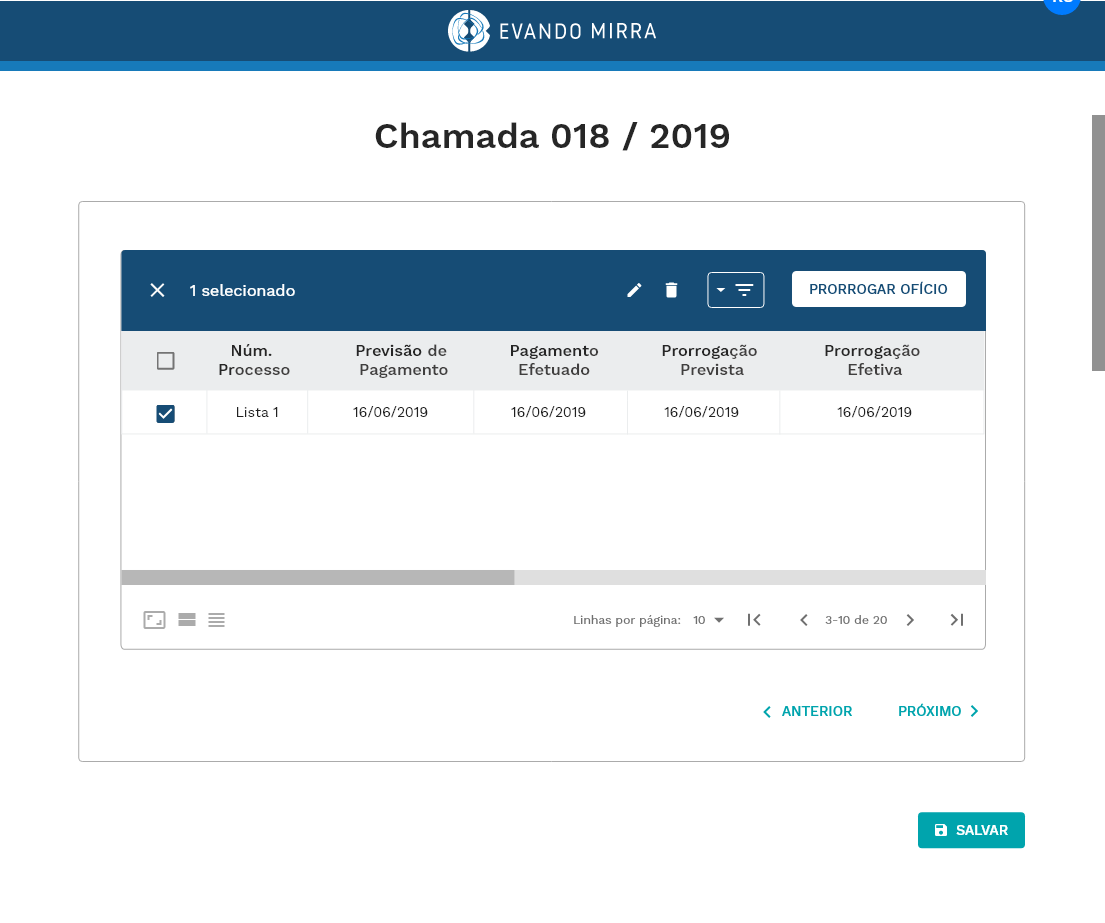 EVANDO MIRRA
Chamada 018 / 2019
1 selecionado
PRORROGAR OFÍCIO
Núm. Processo
Previsão de Pagamento
Pagamento Efetuado
Prorrogação Prevista
Prorrogação Efetiva
Lista 1
16/06/2019
16/06/2019
16/06/2019
16/06/2019
Linhas por página: 10
3-10 de 20
ANTERIOR
PRÓXIMO
SALVAR